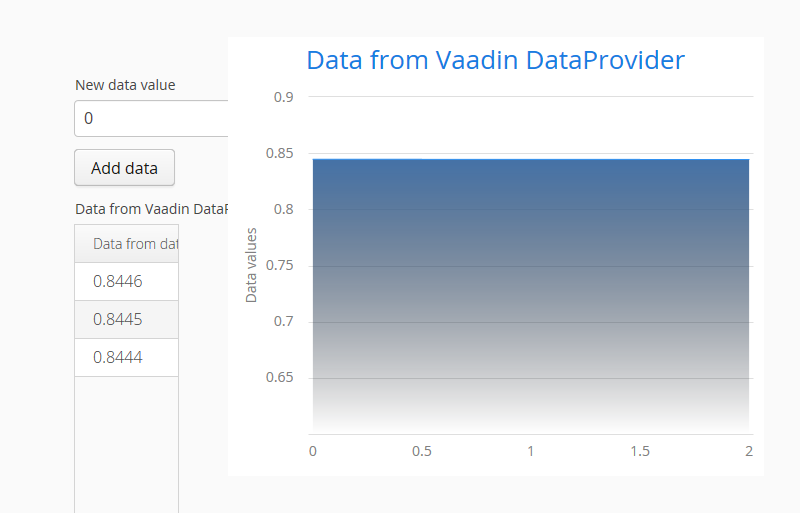 New data value
0
Add data
Data from Vaadin Data
Data from dat
0.8446
0.8445
0.8444
Data from Vaadin DataProvider
Data values
0.9
0.85
0.8
0.75
0.7
0.65
0 0.5 1 1.5 2